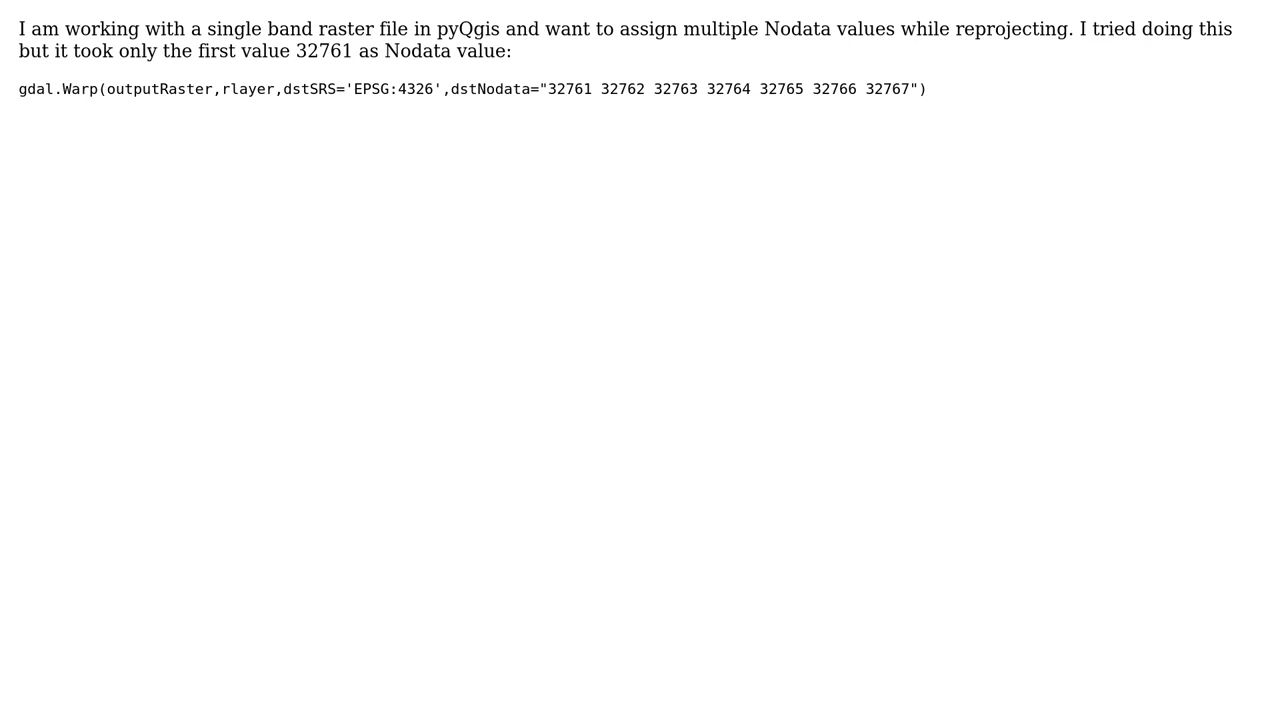 I am working with a single band raster file in pyQgis and want to assign multiple Nodata values while reprojecting. I tried doing this
but it took only the first value 32761 as Nodata value:
gdal.Warp(outputRaster,rlayer,dstSRS='EPSG:4326',dstNodata="32761 32762 32763 32764 32765 32766 32767")